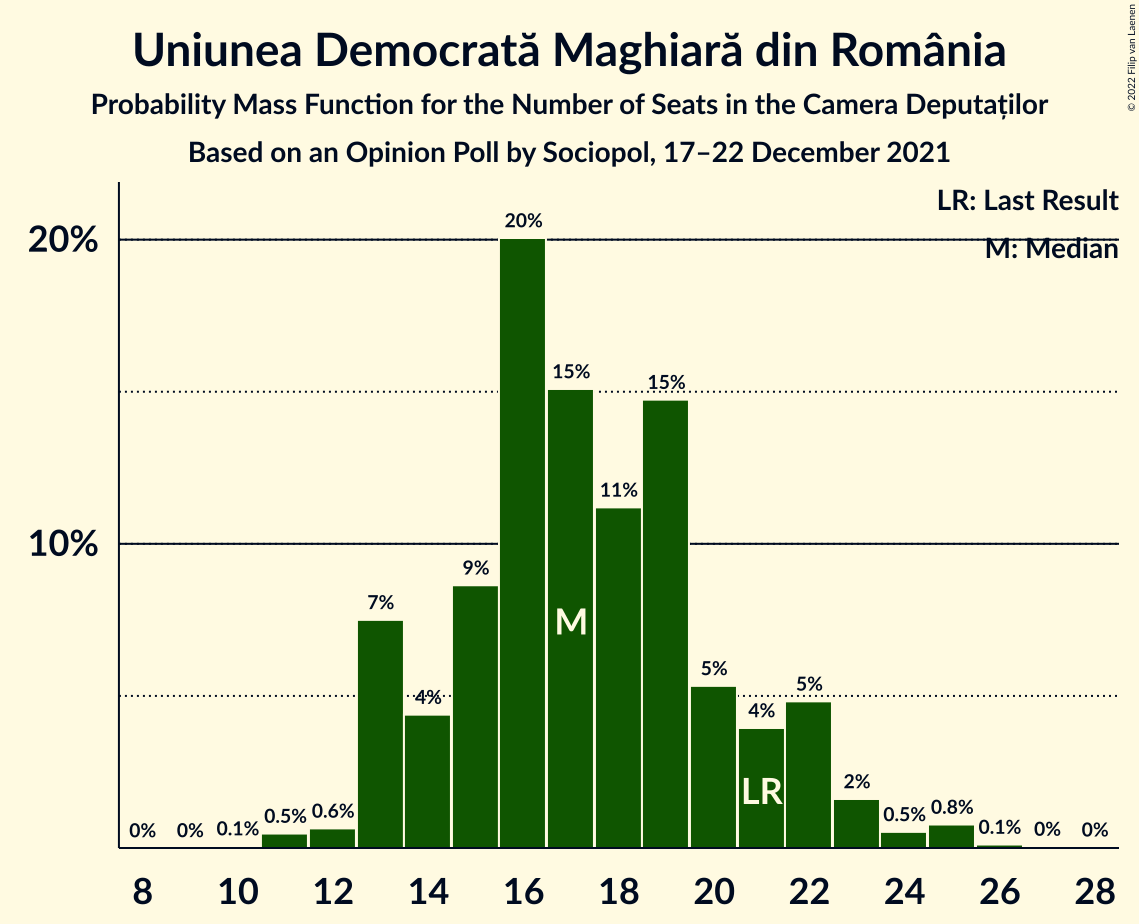 Uniunea Democrată Maghiară din România
Probability Mass Function for the Number of Seats in the Camera Deputaților
Based on an Opinion Poll by Sociopol, 17–22 December 2021
© 2022 Filip van Laenen
LR: Last Result
M: Median
20%
10%
0%
0%
0.1%
0.5%
0.6%
7%
4%
9%
20%
15%
11%
15%
5%
4%
5%
2%
0.5%
0.8%
0.1%
0%
0%
M
LR
8 10 12 14 16 18 20 22 24 26 28